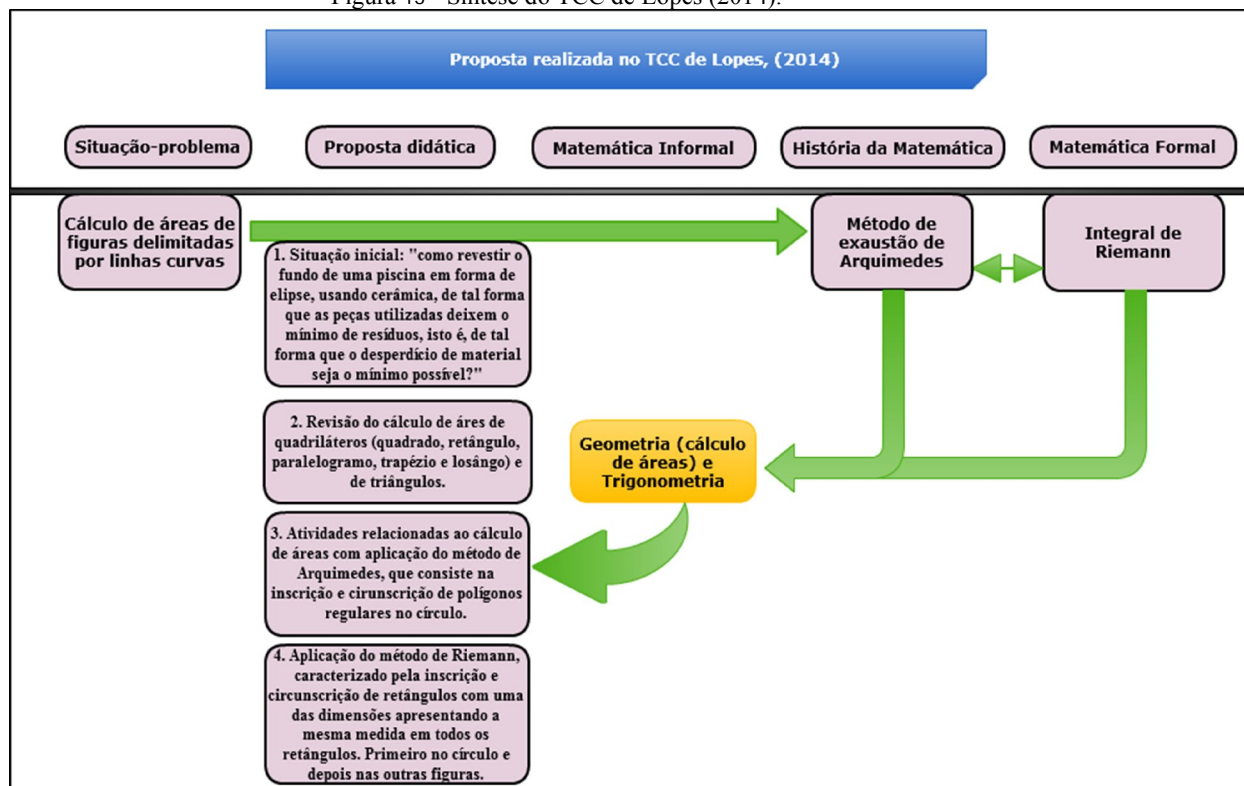 Figura 43 - Síntese do TCC de Lopes (2014).
Proposta realizada no TCC de Lopes, (2014)
Situação-problema
Proposta didática
Matemática Informal
História da Matemática
Matemática Formal
Cálculo de áreas de
figuras delimitadas
por linhas curvas
1. Situação inicial: "como revestir o
fundo de uma piscina em forma de
elipse, usando cerâmica, de tal forma
que as peças utilizadas deixem o
mínimo de resíduos, isto é, de tal
forma que o desperdício de material
seja o mínimo possível?"
Método de
exaustão de
Arquimedes
Integral de
Riemann
2. Revisão do cálculo de áres de
quadriláteros (quadrado, retângulo,
paralelogramo, trapézio e losângo) e
de triângulos.
Geometria (cálculo
de áreas) e
Trigonometria
3. Atividades relacionadas ao cálculo
de áreas com aplicação do método de
Arquimedes, que consiste na
inscrição e cirunscrição de polígonos
regulares no círculo.
4. Aplicação do método de Riemann,
caracterizado pela inscrição e
circunscrição de retângulos com uma
das dimensões apresentando a
mesma medida em todos os
retângulos. Primeiro no círculo e
depois nas outras figuras.